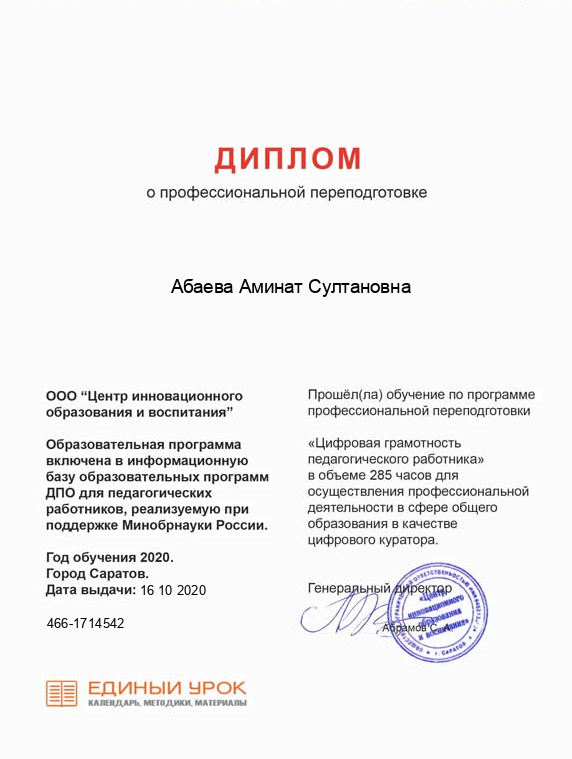 ДИПЛОМ
о профессиональной переподготовке
Абаева Аминат Султановна
ООО “Центр инновационного
образования и воспитания”
Образовательная программа
включена в информационную
базу образовательных программ
ДПО для педагогических
работников, реализуемую при
поддержке Минобрнауки России.
Год обучения 2020.
Город Саратов.
Дата выдачи: 16 10 2020
466-1714542
Прошёл(ла) обучение по программе
профессиональной переподготовки
«Цифровая грамотность
педагогического работника»
в объеме 285 часов для
осуществления профессиональной
деятельности в сфере общего
образования в качестве
цифрового куратора.
Генеральный директор
Абрамов С.
«Центр
инновационного
образования
и воспитания»
г. САРАТОВ
ЕДИНЫЙ УРОК
КАЛЕНДАРЬ, МЕТОДИКИ, МАТЕРИАЛЫ